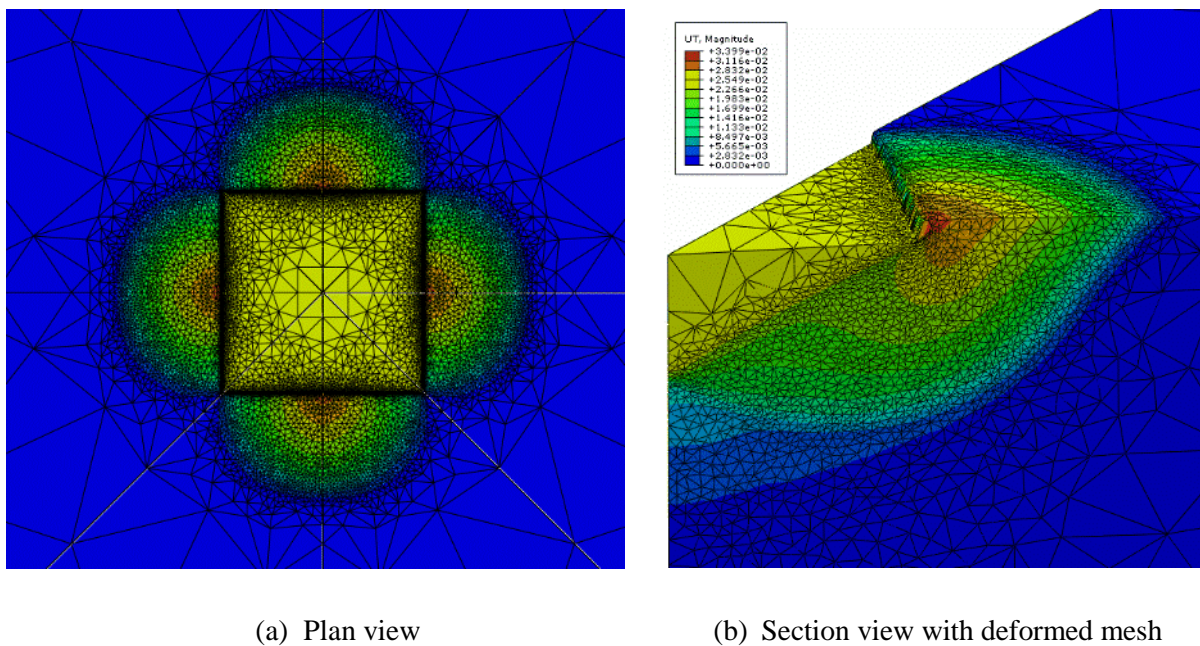 UT, Magnitude
+3.399e-02
+3.116e-02
+2.832e-02
+2.549e-02
+2.266e-02
+1.983e-02
+1.699e-02
+1.416e-02
+1.133e-02
+8.497e-03
+5.665e-03
+2.832e-03
+0.000e+00
(a) Plan view
(b) Section view with deformed mesh